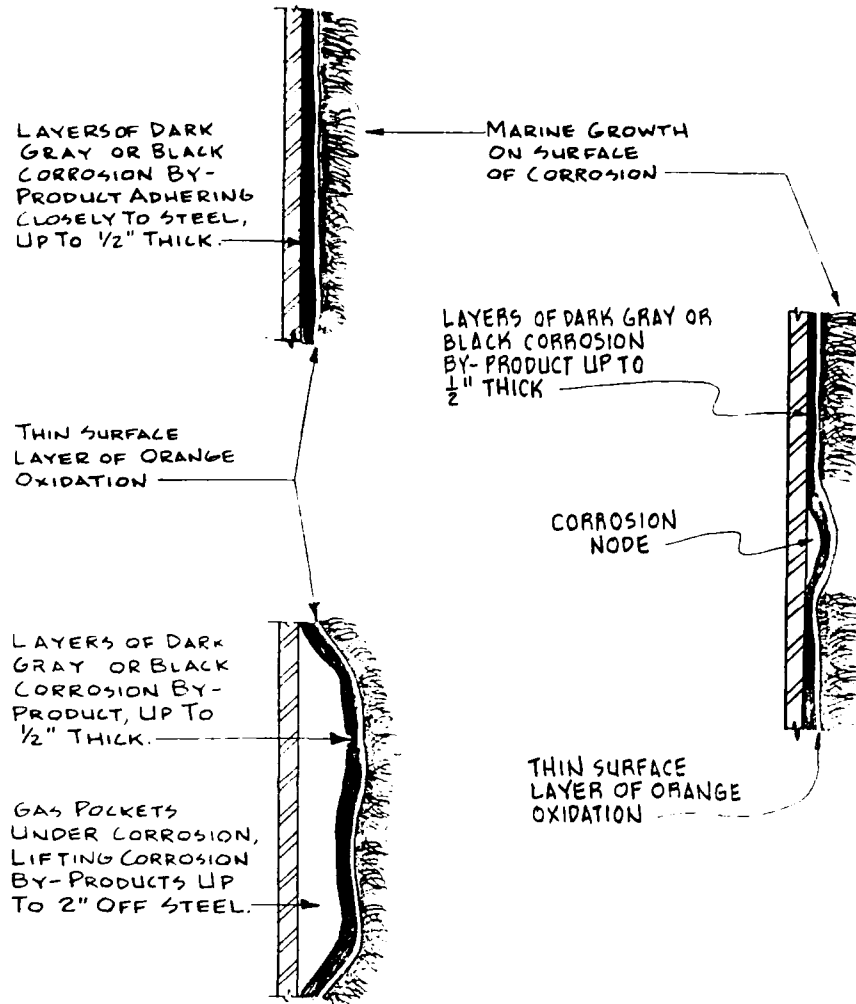 LAYERS OF DARK
GRAY OR BLACK
CORROSION BY-
PRODUCT ADHERING
CLOSELY TO STEEL,
UP TO 1/2" THICK.
MARINE GROWTH
ON SURFACE
OF CORROSION
LAYERS OF DARK GRAY OR
BLACK CORROSION
BY-PRODUCT UP TO
1/2" THICK
THIN SURFACE
LAYER OF ORANGE
OXIDATION
CORROSION
NODE
LAYERS OF DARK
GRAY OR BLACK
CORROSION BY-
PRODUCT, UP TO
1/2" THICK.
THIN SURFACE
LAYER OF ORANGE
OXIDATION
GAS POCKETS
UNDER CORROSION,
LIFTING CORROSION
BY-PRODUCTS UP
TO 2" OFF STEEL.